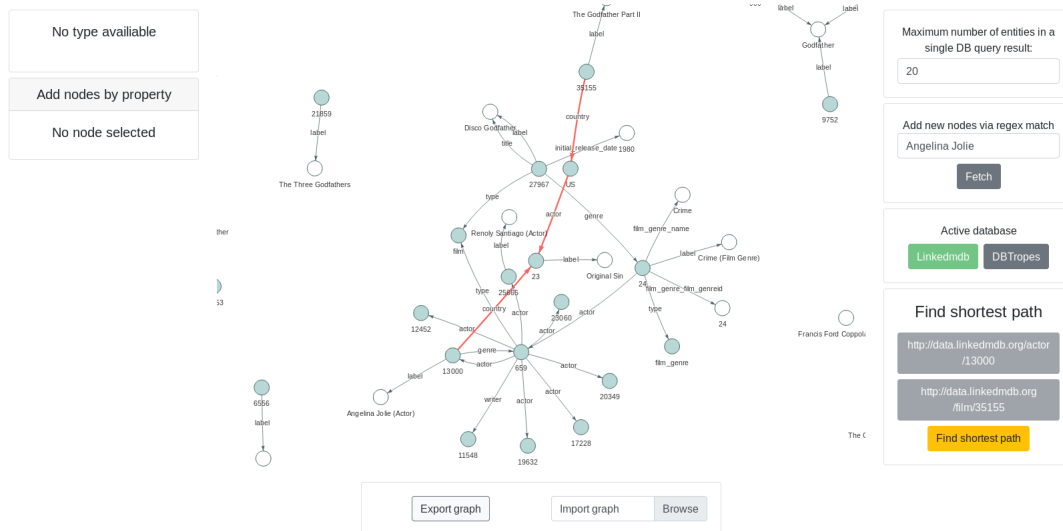 No type availiable
Add nodes by property
No node selected
The Godfather Part II
label
label
label
Godfather
label
9752
35155
country
21859
label
The Three Godfathers
Disco Godfather
label
title
initial_release_date
1980
27967
US
type
actor
genre
Crime
film_genre_name
Renoly Santiago (Actor)
label
film
23
label
Original Sin
label
Crime (Film Genre)
24
25665
type
country
actor
23060
actor
actor
film_genre_film_genreid
type
24
12452
actor
genre
actor
13000
659
film_genre
Francis Ford Coppola
label
Angelina Jolie (Actor)
writer
actor
actor
actor
20349
17228
11548
19632
6556
label
ther
53
The C
Maximum number of entities in a
single DB query result:
20
Add new nodes via regex match
Angelina Jolie
Fetch
Active database
Linkedmdb
DBTropes
Find shortest path
http://data.linkedmdb.org/actor
/13000
http://data.linkedmdb.org
/film/35155
Find shortest path
Export graph
Import graph
Browse